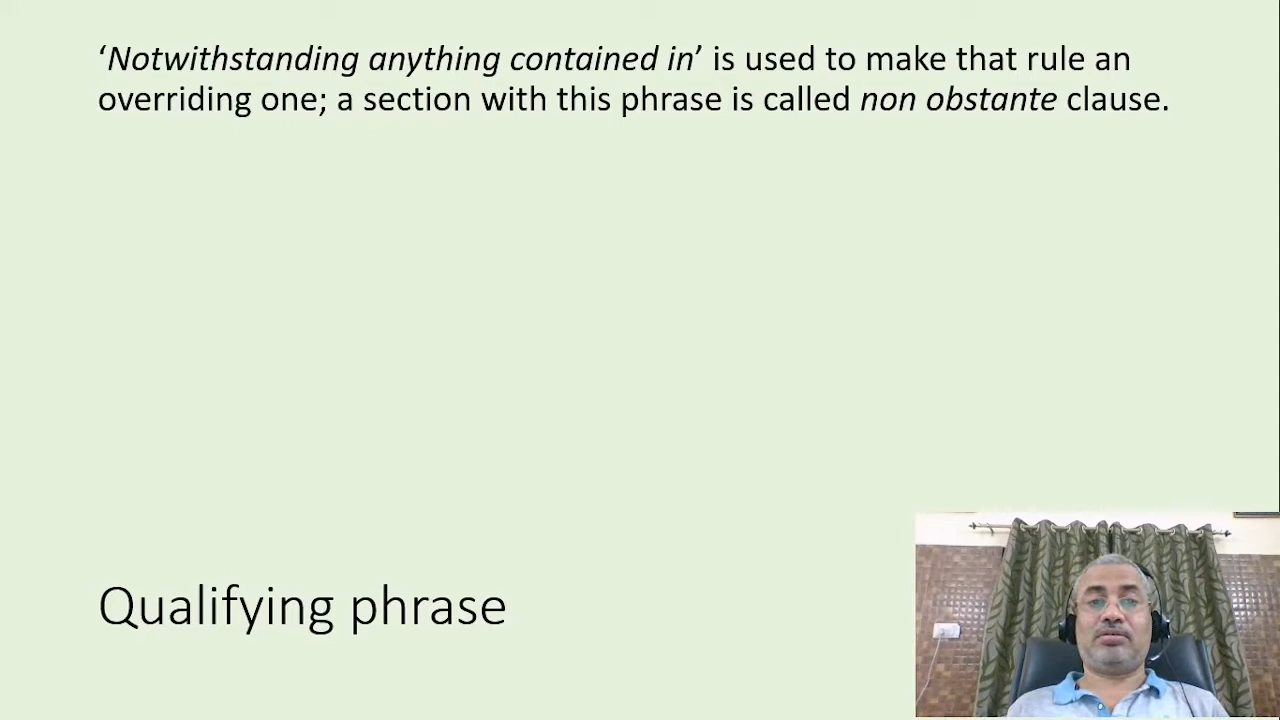 ‘Notwithstanding anything contained in’ is used to make that rule an
overriding one; a section with this phrase is called non obstante clause.
Qualifying phrase